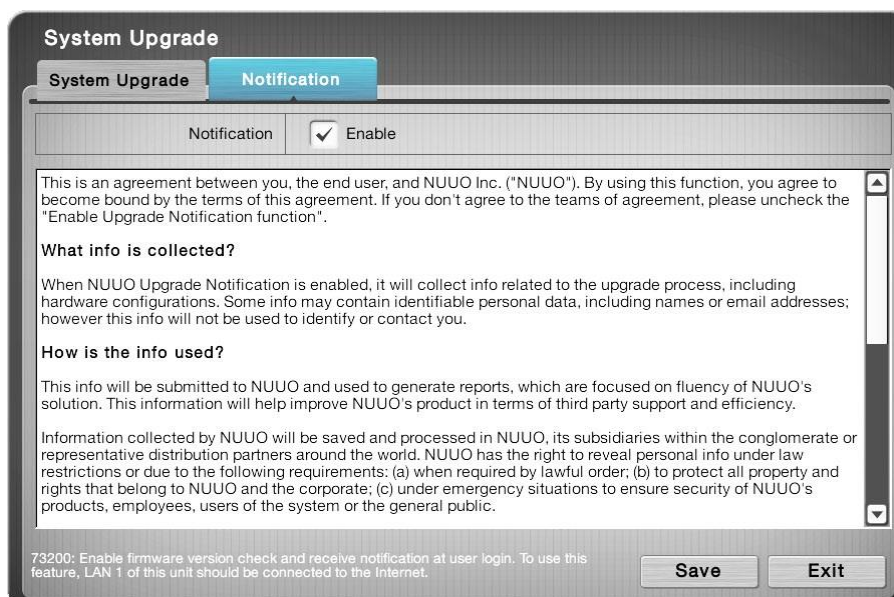 System Upgrade
System Upgrade
Notification
Notification
Enable
This is an agreement between you, the end user, and NUUO Inc. ("NUUO"). By using this function, you agree to
become bound by the terms of this agreement. If you don't agree to the teams of agreement, please uncheck the
"Enable Upgrade Notification function".
What info is collected?
When NUUO Upgrade Notification is enabled, it will collect info related to the upgrade process, including
hardware configurations. Some info may contain identifiable personal data, including names or email addresses;
however this info will not be used to identify or contact you.
How is the info used?
This info will be submitted to NUUO and used to generate reports, which are focused on fluency of NUUO's
solution. This information will help improve NUUO's product in terms of third party support and efficiency.
Information collected by NUUO will be saved and processed in NUUO, its subsidiaries within the conglomerate or
representative distribution partners around the world. NUUO has the right to reveal personal info under law
restrictions or due to the following requirements: (a) when required by lawful order; (b) to protect all property and
rights that belong to NUUO and the corporate; (c) under emergency situations to ensure security of NUUO's
products, employees, users of the system or the general public.
73200: Enable firmware version check and receive notification at user login. To use this
feature, LAN 1 of this unit should be connected to the Internet.
Save
Exit